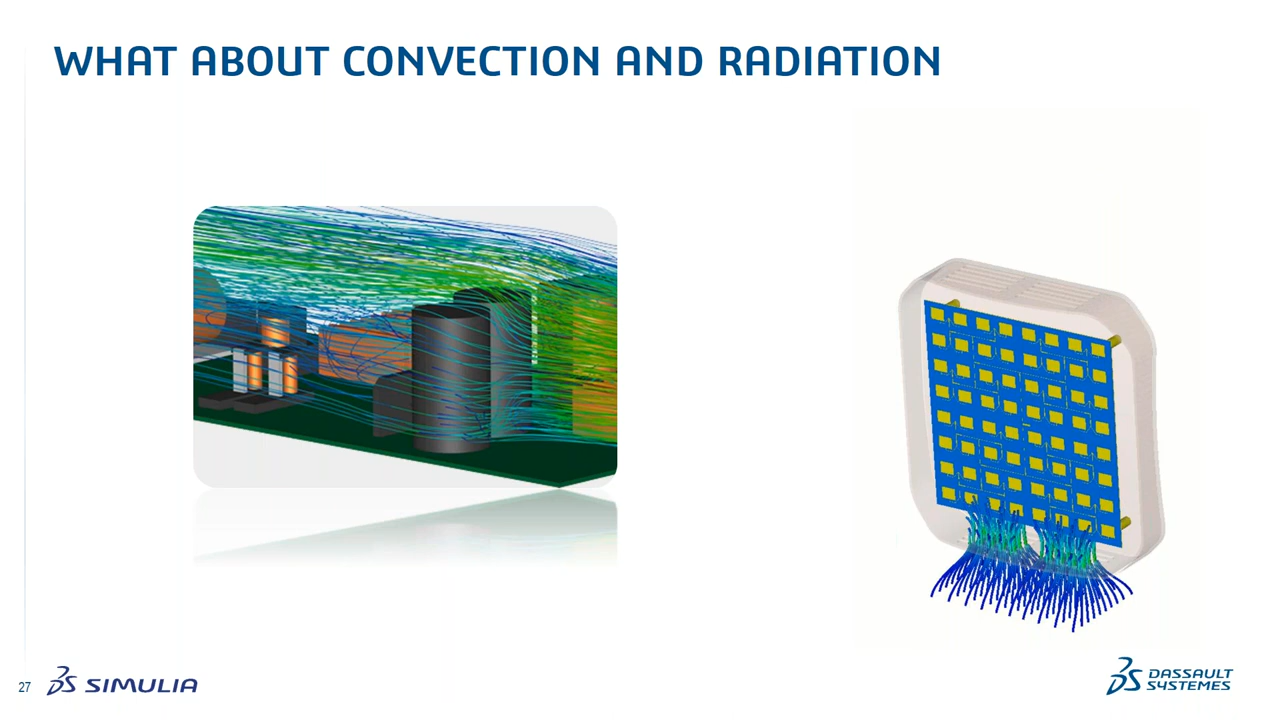 WHAT ABOUT CONVECTION AND RADIATION
27
SIMULIA
DASSAULT
SYSTEMES